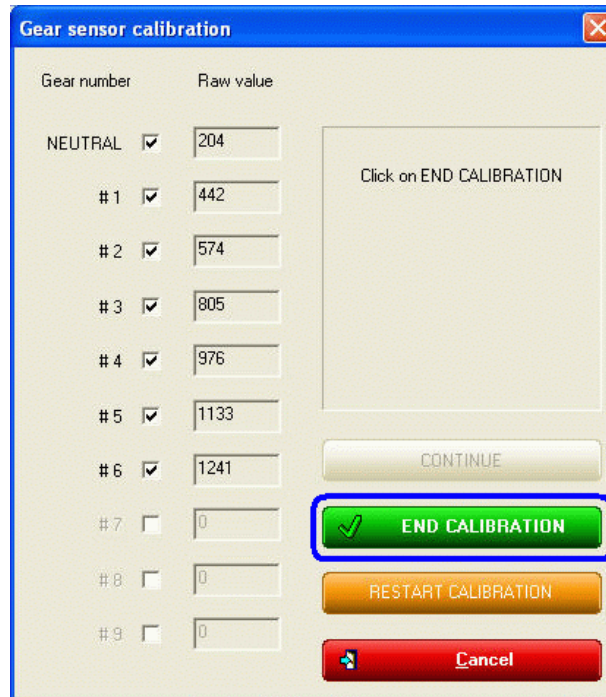 Gear sensor calibration
Gear number Raw value
NEUTRAL 204
Click on END CALIBRATION
#1 442
#2 574
#3 805
#4 976
#5 1133
#6 1241
CONTINUE
#7 0
END CALIBRATION
#8 0
RESTART CALIBRATION
#9 0
Cancel